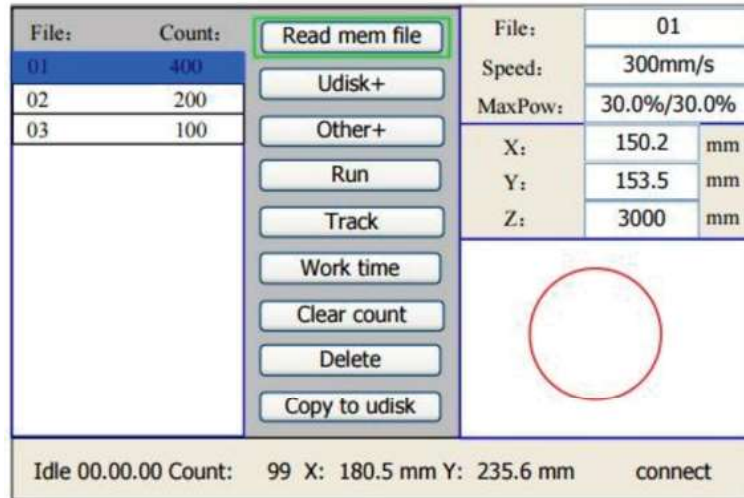 File: Count:
01 400
02 200
03 100
Read mem file
Udisk+
Other+
Run
Track
Work time
Clear count
Delete
Copy to udisk
File: 01
Speed: 300mm/s
MaxPow: 30.0%/30.0%
X: 150.2 mm
Y: 153.5 mm
Z: 3000 mm
Idle 00.00.00 Count: 99 X: 180.5 mm Y: 235.6 mm connect